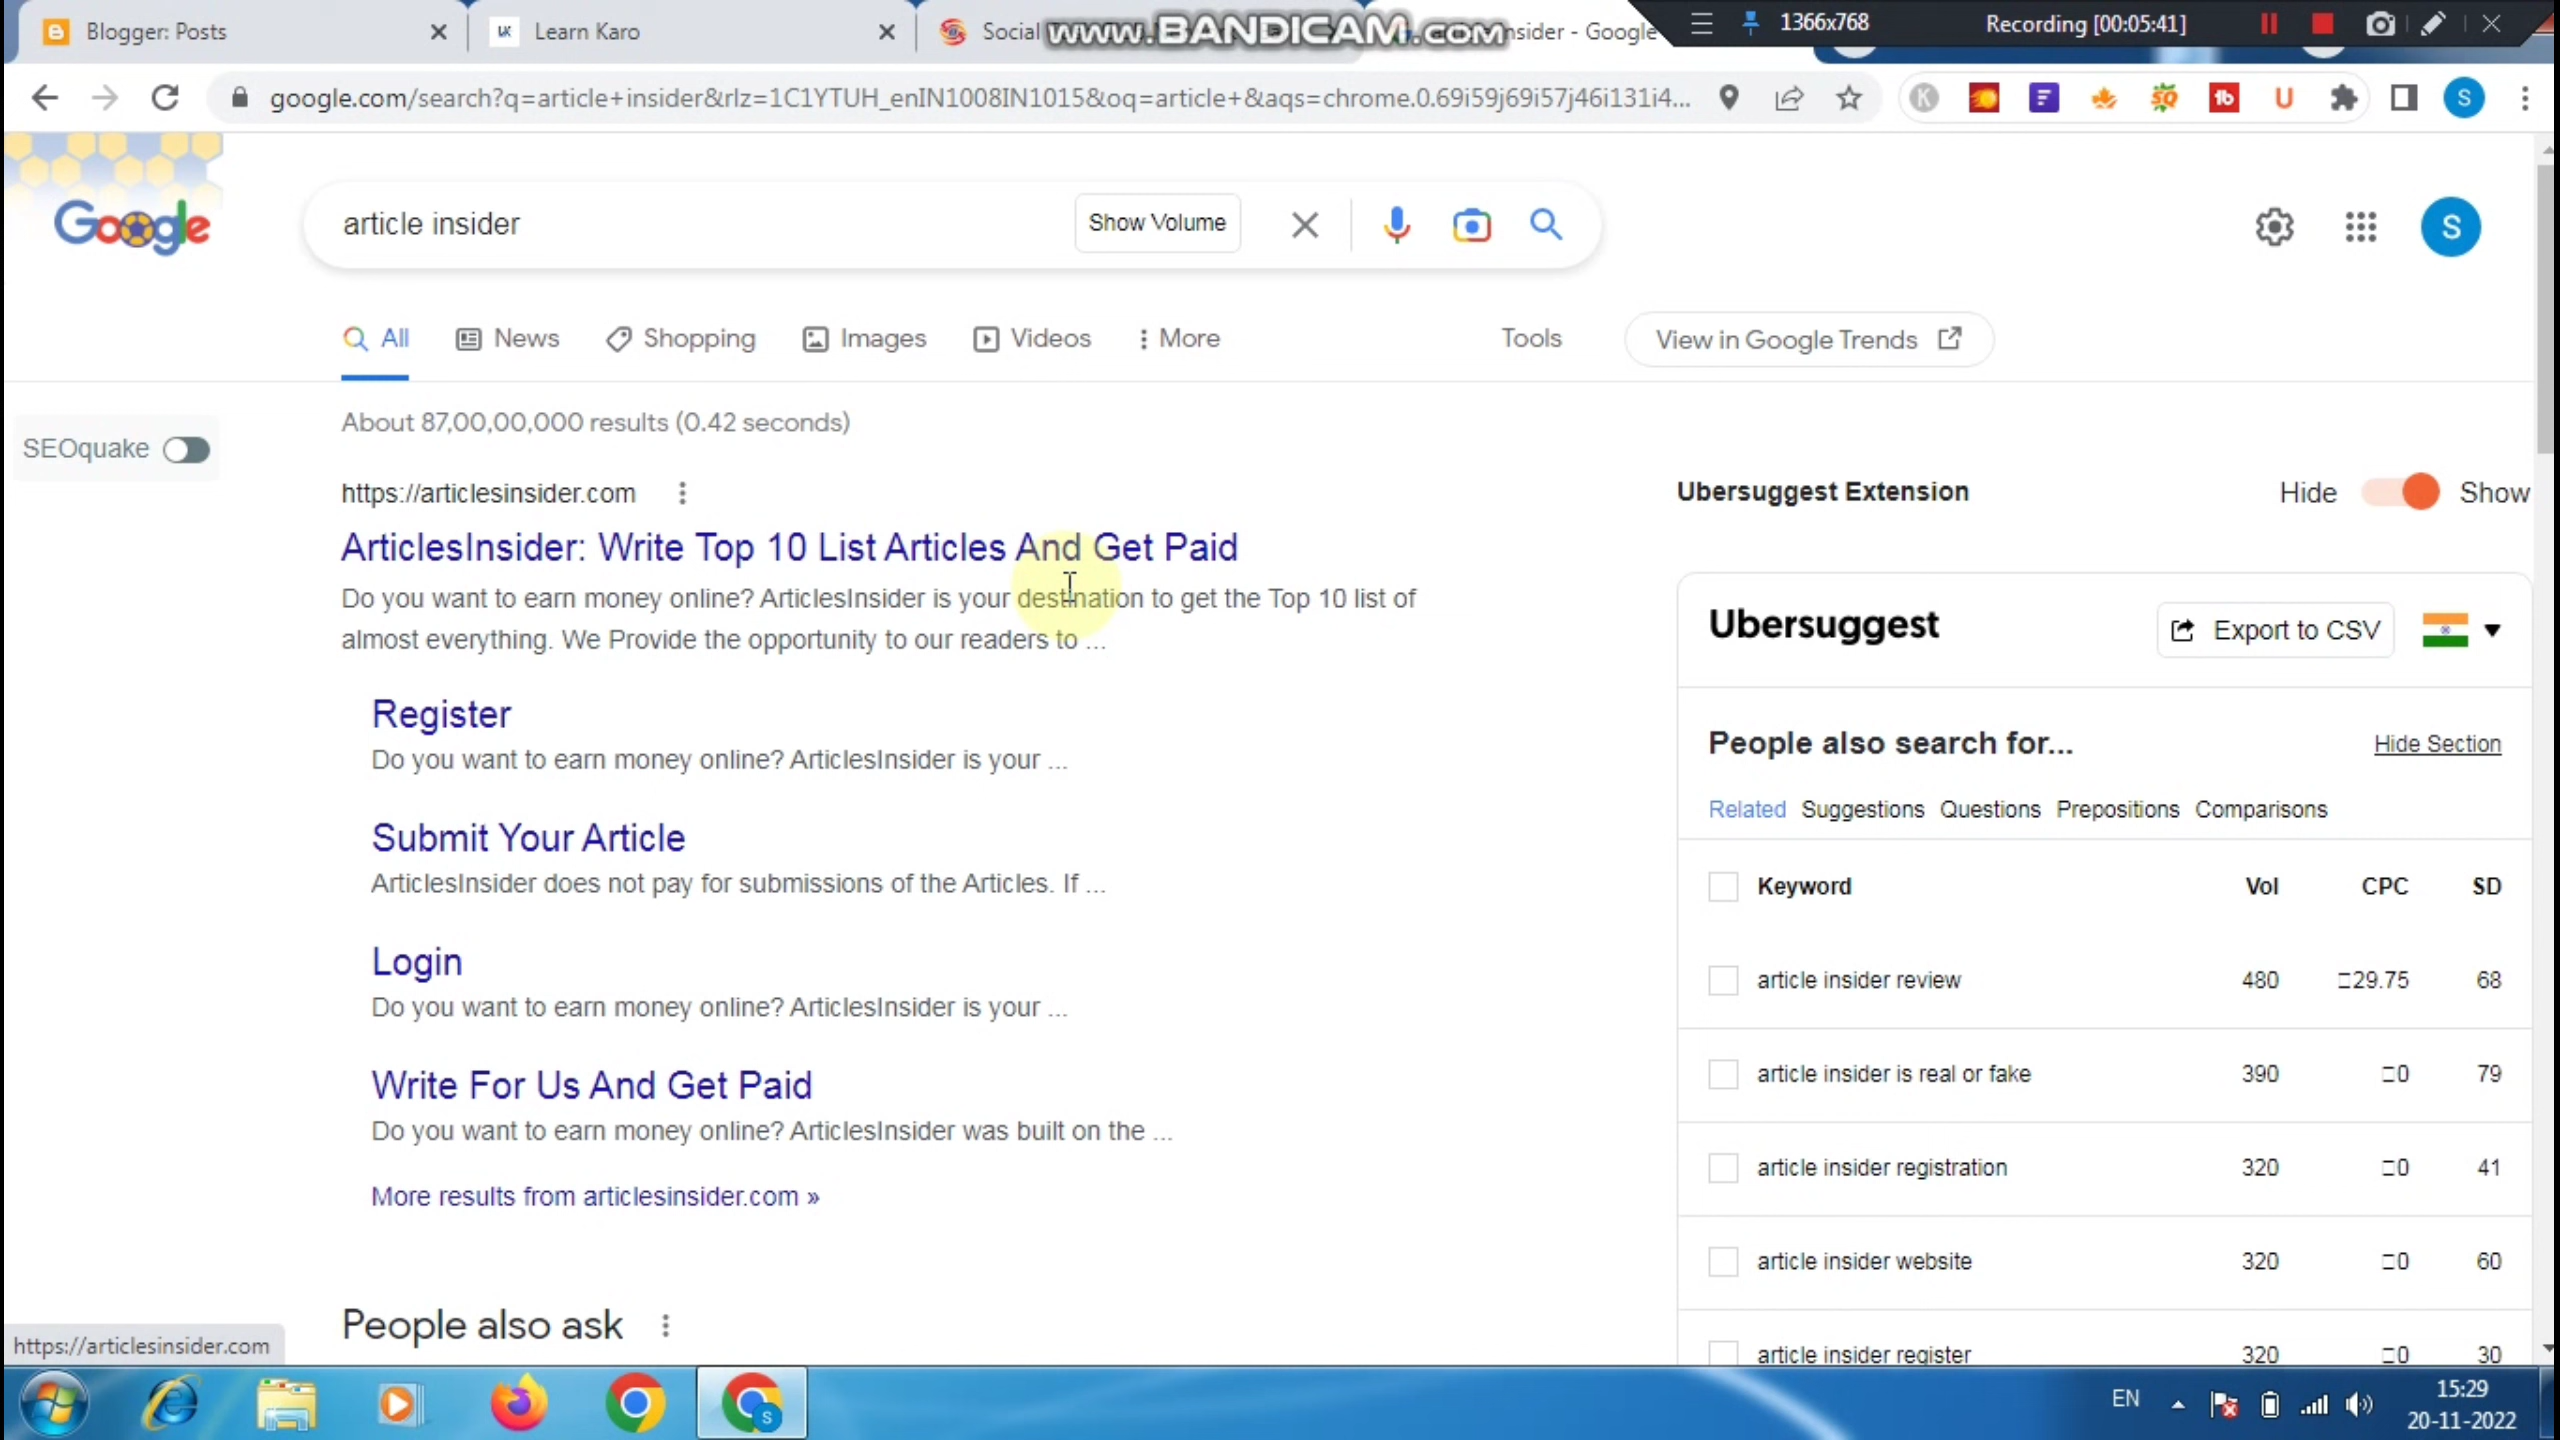 Blogger: Posts
Learn Karo
Social
www.BANDICAM.com
nsider - Google
1366x768
Recording [00:05:41]
google.com/search?q=article+insider&rlz=1C1YTUH_enIN1008IN1015&oq=article+&aqs=chrome.0.69i59j69i57j46i131i4...
S
Google
article insider
Show Volume
S
All
News
Shopping
Images
Videos
More
Tools
View in Google Trends
About 87,00,00,000 results (0.42 seconds)
SEOquake
https://articlesinsider.com
ArticlesInsider: Write Top 10 List Articles And Get Paid
Do you want to earn money online? ArticlesInsider is your destination to get the Top 10 list of
almost everything. We Provide the opportunity to our readers to ...
Register
Do you want to earn money online? ArticlesInsider is your ...
Submit Your Article
ArticlesInsider does not pay for submissions of the Articles. If ...
Login
Do you want to earn money online? ArticlesInsider is your ...
Write For Us And Get Paid
Do you want to earn money online? ArticlesInsider was built on the ...
More results from articlesinsider.com »
People also ask
https://articlesinsider.com
Ubersuggest Extension
Hide
Show
Ubersuggest
Export to CSV
People also search for...
Hide Section
Related Suggestions Questions Prepositions Comparisons
Keyword Vol CPC SD
article insider review 480 □29.75 68
article insider is real or fake 390 □0 79
article insider registration 320 □0 41
article insider website 320 □0 60
article insider register 320 □0 30
EN
15:29
20-11-2022